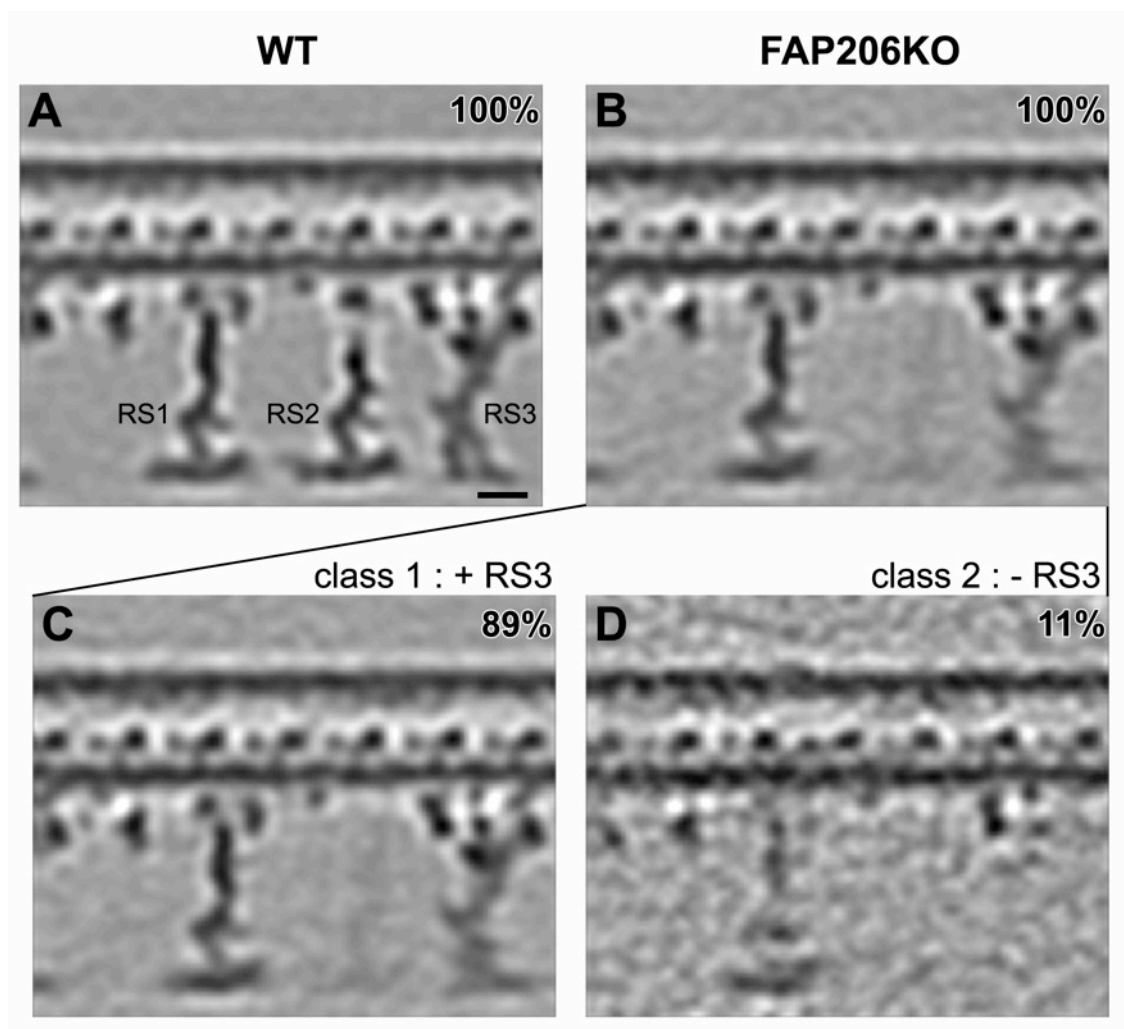 WT
FAP206KO
A
100%
B
100%
RS1
RS2
RS3
class 1 : + RS3
class 2 : - RS3
C
89%
D
11%